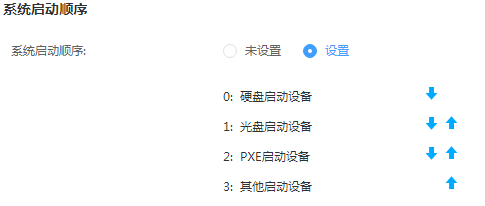 系统启动顺序
系统启动顺序: 未设置 设置
0: 硬盘启动设备
1: 光盘启动设备
2: PXE启动设备
3: 其他启动设备